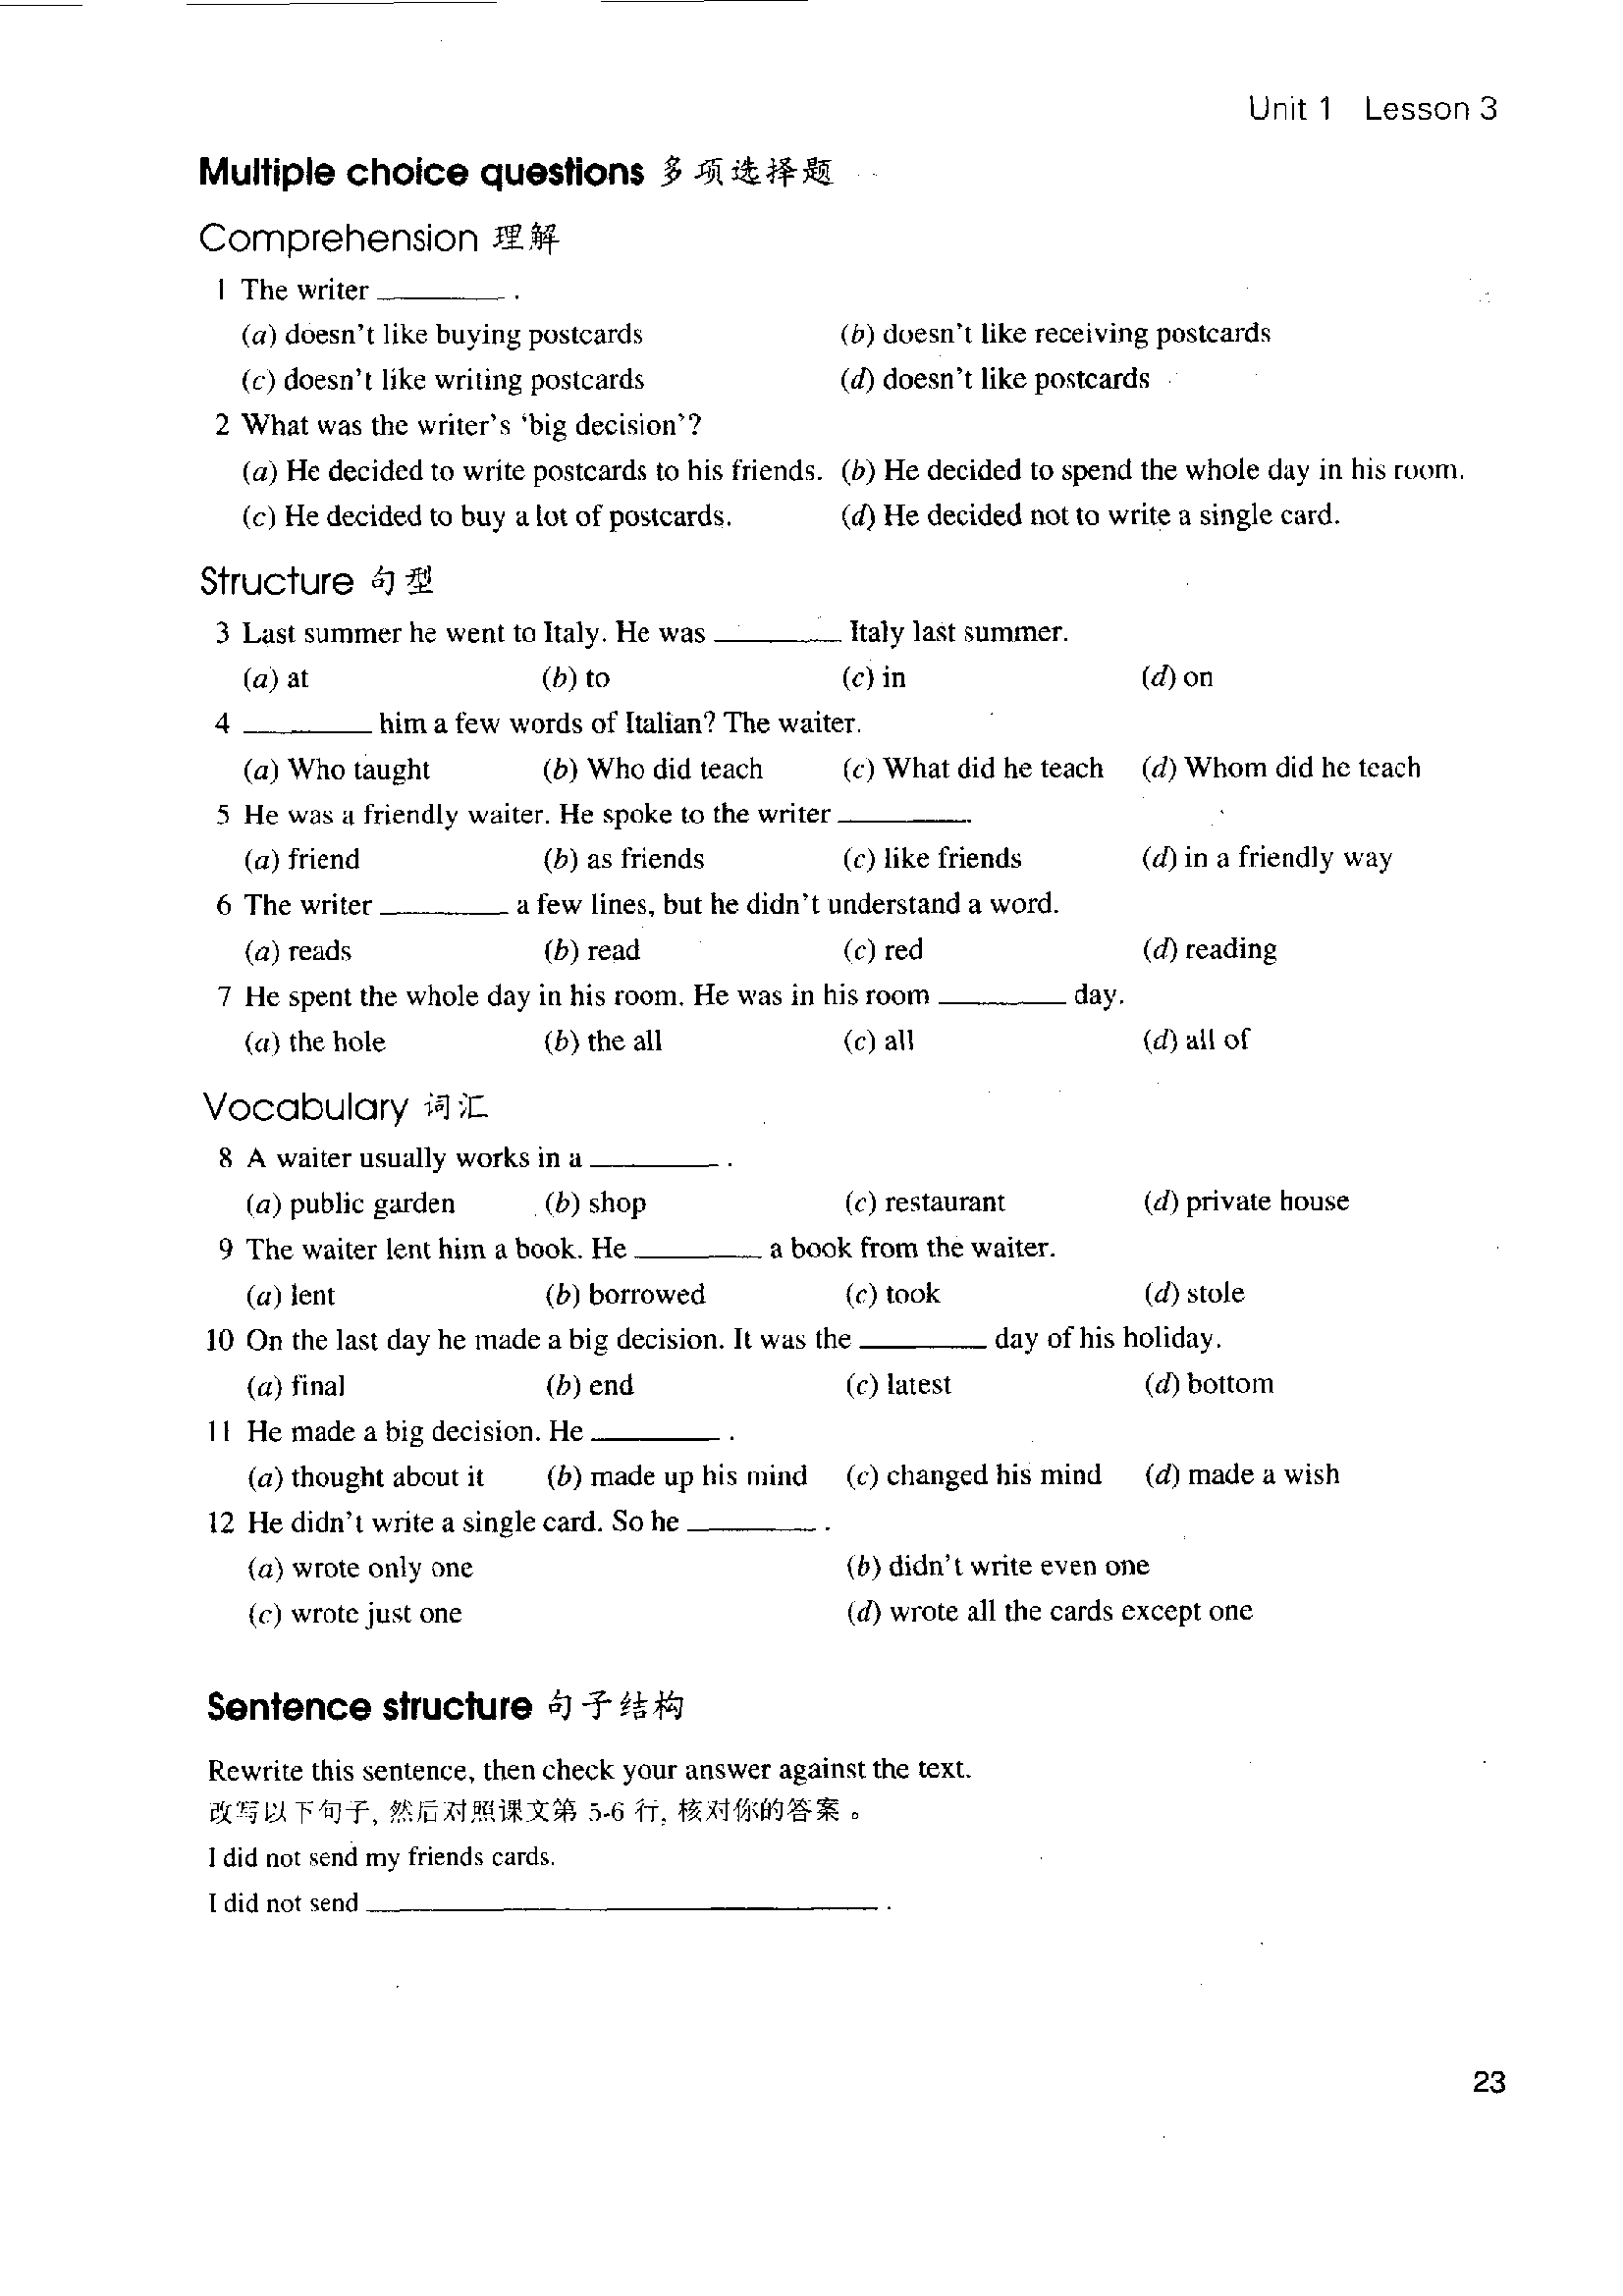 Unit 1 Lesson 3
Multiple choice questions 多项选择题
Comprehension 理解
1 The writer ________ .
(a) doesn't like buying postcards (b) doesn't like receiving postcards
(c) doesn't like writing postcards (d) doesn't like postcards
2 What was the writer's 'big decision'?
(a) He decided to write postcards to his friends. (b) He decided to spend the whole day in his room.
(c) He decided to buy a lot of postcards. (d) He decided not to write a single card.
Structure 句型
3 Last summer he went to Italy. He was ________ Italy last summer.
(a) at (b) to (c) in (d) on
4 ________ him a few words of Italian? The waiter.
(a) Who taught (b) Who did teach (c) What did he teach (d) Whom did he teach
5 He was a friendly waiter. He spoke to the writer ________.
(a) friend (b) as friends (c) like friends (d) in a friendly way
6 The writer ________ a few lines, but he didn't understand a word.
(a) reads (b) read (c) red (d) reading
7 He spent the whole day in his room. He was in his room ________ day.
(a) the hole (b) the all (c) all (d) all of
Vocabulary 词汇
8 A waiter usually works in a ________ .
(a) public garden (b) shop (c) restaurant (d) private house
9 The waiter lent him a book. He ________ a book from the waiter.
(a) lent (b) borrowed (c) took (d) stole
10 On the last day he made a big decision. It was the ________ day of his holiday.
(a) final (b) end (c) latest (d) bottom
11 He made a big decision. He ________ .
(a) thought about it (b) made up his mind (c) changed his mind (d) made a wish
12 He didn't write a single card. So he ________ .
(a) wrote only one (b) didn't write even one
(c) wrote just one (d) wrote all the cards except one
Sentence structure 句子结构
Rewrite this sentence, then check your answer against the text.
改写以下句子, 然后对照课文第 5-6 行, 核对你的答案。
I did not send my friends cards.
I did not send ________________________________ .
23